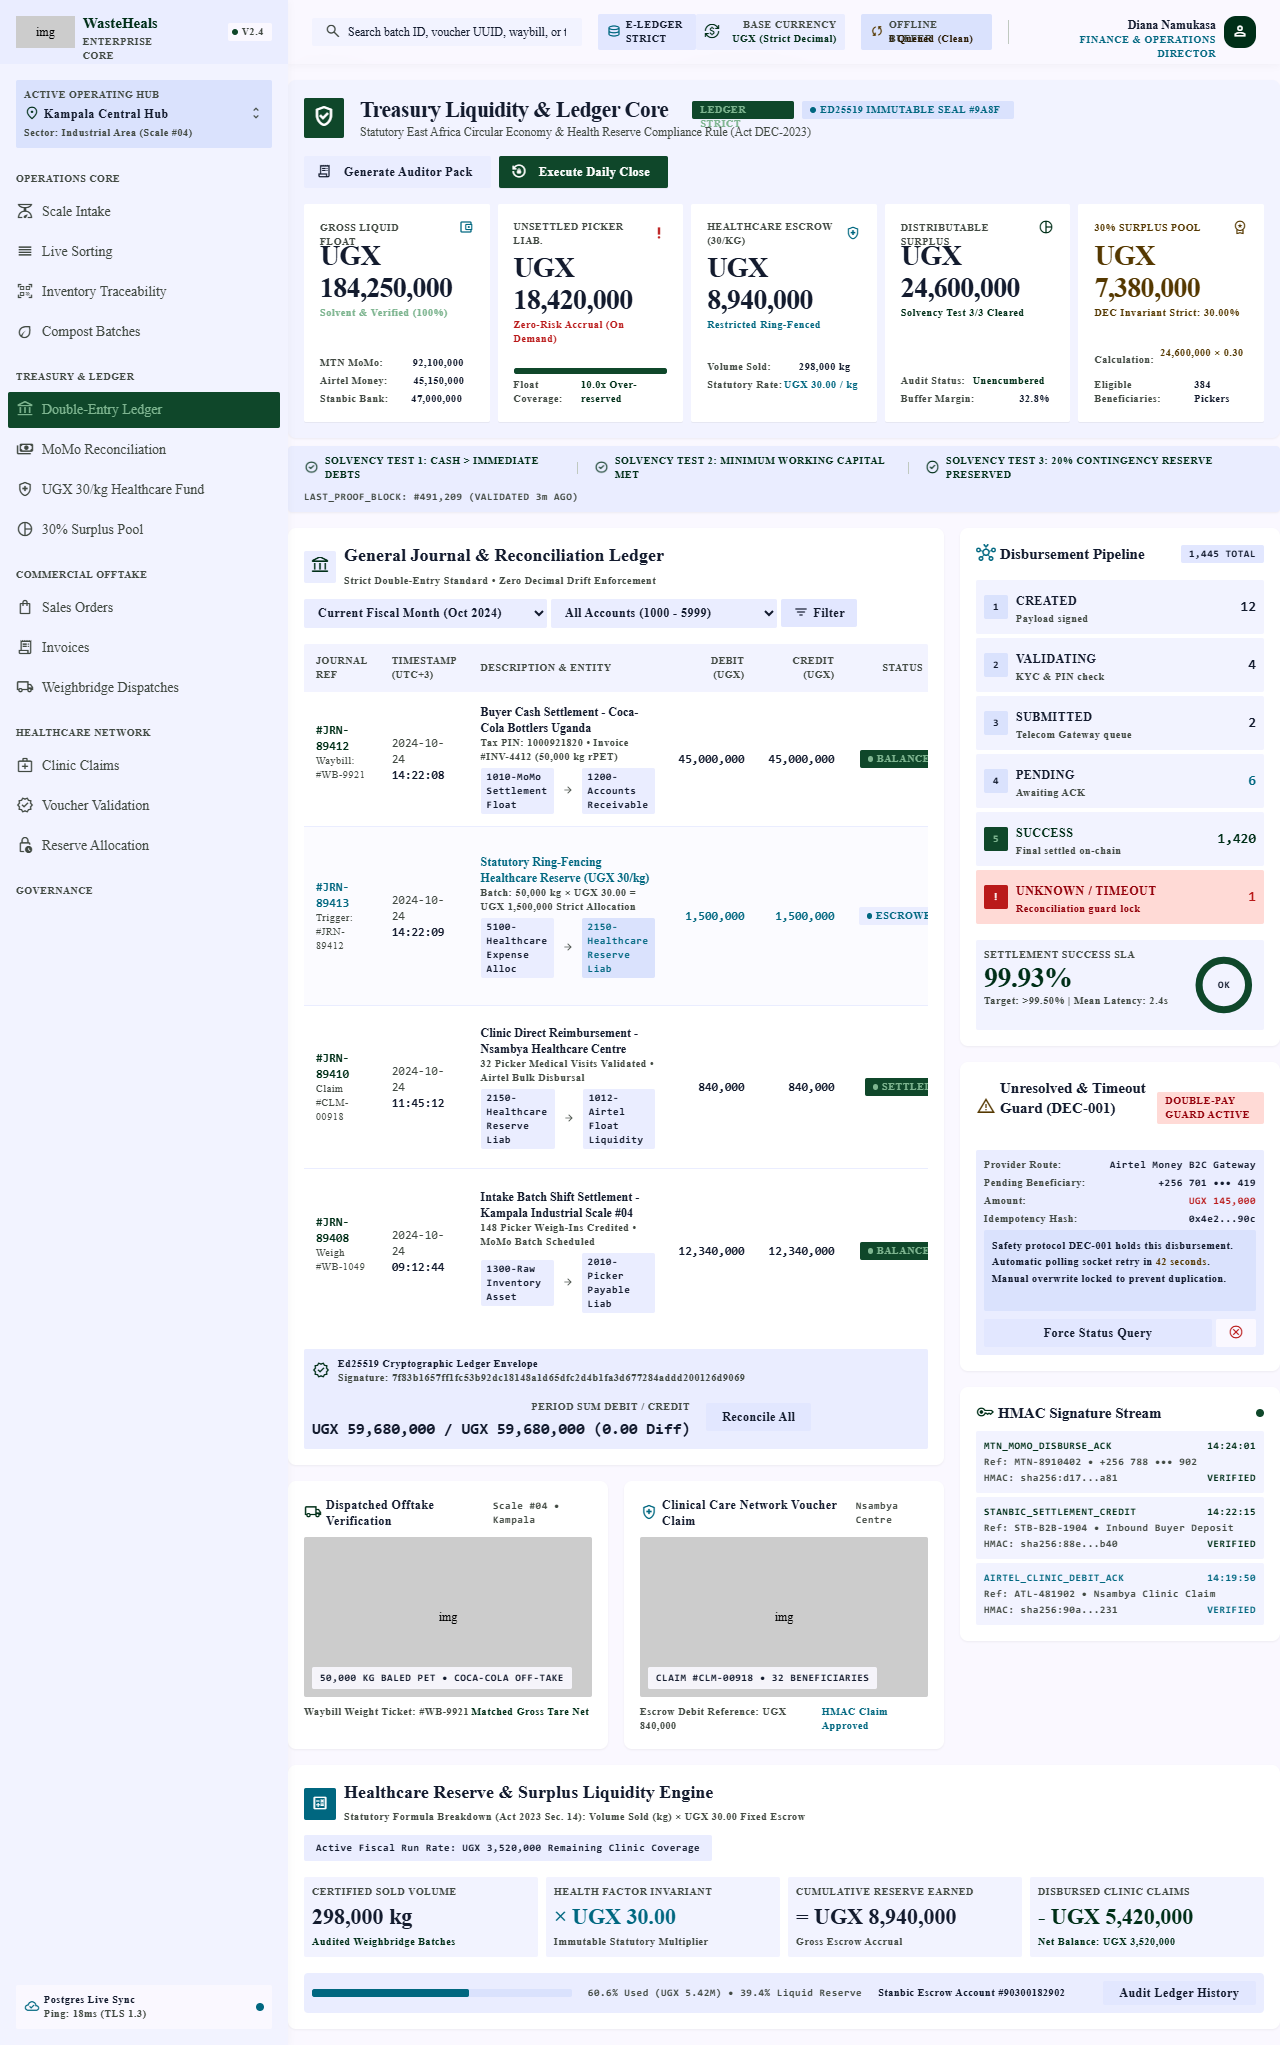 img
WasteHeals
ENTERPRISE
CORE
V2.4
Search batch ID, voucher UUID, waybill, or t
E-LEDGER
STRICT
BASE CURRENCY
UGX (Strict Decimal)
OFFLINE
0 Queued (Clean)
Diana Namukasa
FINANCE & OPERATIONS
DIRECTOR
ACTIVE OPERATING HUB
Kampala Central Hub
Sector: Industrial Area (Scale #04)
OPERATIONS CORE
Scale Intake
Live Sorting
Inventory Traceability
Compost Batches
TREASURY & LEDGER
Double-Entry Ledger
MoMo Reconciliation
UGX 30/kg Healthcare Fund
30% Surplus Pool
COMMERCIAL OFFTAKE
Sales Orders
Invoices
Weighbridge Dispatches
HEALTHCARE NETWORK
Clinic Claims
Voucher Validation
Reserve Allocation
GOVERNANCE
Postgres Live Sync
Ping: 18ms (TLS 1.3)
Treasury Liquidity & Ledger Core
LEDGER
STRICT
ED25519 IMMUTABLE SEAL #9A8F
Statutory East Africa Circular Economy & Health Reserve Compliance Rule (Act DEC-2023)
Generate Auditor Pack
Execute Daily Close
GROSS LIQUID
FLOAT
UGX
184,250,000
Solvent & Verified (100%)
MTN MoMo: 92,100,000
Airtel Money: 45,150,000
Stanbic Bank: 47,000,000
UNSETTLED PICKER
LIAB.
UGX
18,420,000
Zero-Risk Accrual (On
Demand)
Float
Coverage:
10.0x Over-
reserved
HEALTHCARE ESCROW
(30/KG)
UGX
8,940,000
Restricted Ring-Fenced
Volume Sold: 298,000 kg
Statutory Rate: UGX 30.00 / kg
DISTRIBUTABLE
SURPLUS
UGX
24,600,000
Solvency Test 3/3 Cleared
Audit Status: Unencumbered
Buffer Margin: 32.8%
30% SURPLUS POOL
UGX
7,380,000
DEC Invariant Strict: 30.00%
Calculation: 24,600,000 × 0.30
Eligible
Beneficiaries:
384
Pickers
SOLVENCY TEST 1: CASH > IMMEDIATE
DEBTS
SOLVENCY TEST 2: MINIMUM WORKING CAPITAL
MET
SOLVENCY TEST 3: 20% CONTINGENCY RESERVE
PRESERVED
LAST_PROOF_BLOCK: #491,209 (VALIDATED 3m AGO)
General Journal & Reconciliation Ledger
Strict Double-Entry Standard • Zero Decimal Drift Enforcement
Current Fiscal Month (Oct 2024)
All Accounts (1000 - 5999)
Filter
JOURNAL
REF
TIMESTAMP
(UTC+3)
DESCRIPTION & ENTITY
DEBIT
(UGX)
CREDIT
(UGX)
STATUS
#JRN-
89412
Waybill:
#WB-9921
2024-10-
24
14:22:08
Buyer Cash Settlement - Coca-
Cola Bottlers Uganda
Tax PIN: 1000921820 • Invoice
#INV-4412 (50,000 kg rPET)
1010-MoMo
Settlement
Float
→
1200-
Accounts
Receivable
45,000,000
45,000,000
BALANCE
#JRN-
89413
Trigger:
#JRN-
89412
2024-10-
24
14:22:09
Statutory Ring-Fencing
Healthcare Reserve (UGX 30/kg)
Batch: 50,000 kg × UGX 30.00 =
UGX 1,500,000 Strict Allocation
5100-
Healthcare
Expense
Alloc
→
2150-
Healthcare
Reserve
Liab
1,500,000
1,500,000
ESCROWE
#JRN-
89410
Claim
#CLM-
00918
2024-10-
24
11:45:12
Clinic Direct Reimbursement -
Nsambya Healthcare Centre
32 Picker Medical Visits Validated •
Airtel Bulk Disbursal
2150-
Healthcare
Reserve
Liab
→
1012-
Airtel
Float
Liquidity
840,000
840,000
SETTLED
#JRN-
89408
Weigh
#WB-1049
2024-10-
24
09:12:44
Intake Batch Shift Settlement -
Kampala Industrial Scale #04
148 Picker Weigh-Ins Credited •
MoMo Batch Scheduled
1300-Raw
Inventory
Asset
→
2010-
Picker
Payable
Liab
12,340,000
12,340,000
BALANCE
Ed25519 Cryptographic Ledger Envelope
Signature: 7f83b1657ff1fc53b92dc18148a1d65dfc2d4b1fa3d677284addd200126d9069
PERIOD SUM DEBIT / CREDIT
UGX 59,680,000 / UGX 59,680,000 (0.00 Diff)
Reconcile All
Dispatched Offtake
Verification
Scale #04 •
Kampala
img
50,000 KG BALED PET • COCA-COLA OFF-TAKE
Waybill Weight Ticket: #WB-9921 Matched Gross Tare Net
Clinical Care Network Voucher
Claim
Nsambya
Centre
img
CLAIM #CLM-00918 • 32 BENEFICIARIES
Escrow Debit Reference: UGX
840,000
HMAC Claim
Approved
Disbursement Pipeline
1,445 TOTAL
1
CREATED
Payload signed
12
2
VALIDATING
KYC & PIN check
4
3
SUBMITTED
Telecom Gateway queue
2
4
PENDING
Awaiting ACK
6
5
SUCCESS
Final settled on-chain
1,420
!
UNKNOWN / TIMEOUT
Reconciliation guard lock
1
SETTLEMENT SUCCESS SLA
99.93%
Target: >99.50% | Mean Latency: 2.4s
OK
Unresolved & Timeout
Guard (DEC-001)
DOUBLE-PAY
GUARD ACTIVE
Provider Route: Airtel Money B2C Gateway
Pending Beneficiary: +256 701 ••• 419
Amount: UGX 145,000
Idempotency Hash: 0x4e2...90c
Safety protocol DEC-001 holds this disbursement.
Automatic polling socket retry in 42 seconds.
Manual overwrite locked to prevent duplication.
Force Status Query
HMAC Signature Stream
MTN_MOMO_DISBURSE_ACK 14:24:01
Ref: MTN-8910402 • +256 788 ••• 902
HMAC: sha256:d17...a81 VERIFIED
STANBIC_SETTLEMENT_CREDIT 14:22:15
Ref: STB-B2B-1904 • Inbound Buyer Deposit
HMAC: sha256:88e...b40 VERIFIED
AIRTEL_CLINIC_DEBIT_ACK 14:19:50
Ref: ATL-481902 • Nsambya Clinic Claim
HMAC: sha256:90a...231 VERIFIED
Healthcare Reserve & Surplus Liquidity Engine
Statutory Formula Breakdown (Act 2023 Sec. 14): Volume Sold (kg) × UGX 30.00 Fixed Escrow
Active Fiscal Run Rate: UGX 3,520,000 Remaining Clinic Coverage
CERTIFIED SOLD VOLUME
298,000 kg
Audited Weighbridge Batches
HEALTH FACTOR INVARIANT
× UGX 30.00
Immutable Statutory Multiplier
CUMULATIVE RESERVE EARNED
= UGX 8,940,000
Gross Escrow Accrual
DISBURSED CLINIC CLAIMS
- UGX 5,420,000
Net Balance: UGX 3,520,000
60.6% Used (UGX 5.42M) • 39.4% Liquid Reserve
Stanbic Escrow Account #90300182902
Audit Ledger History